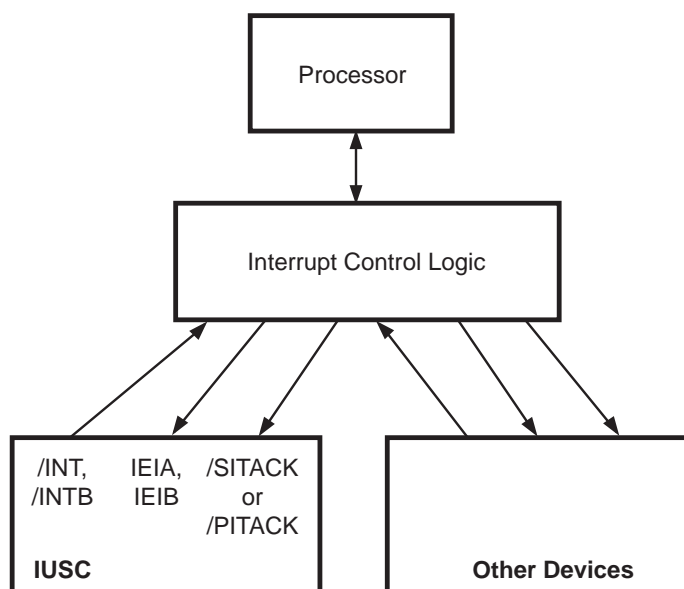 Processor
Interrupt Control Logic
/INT,
/INTB
IEIA,
IEIB
/SITACK
or
/PITACK
IUSC
Other Devices